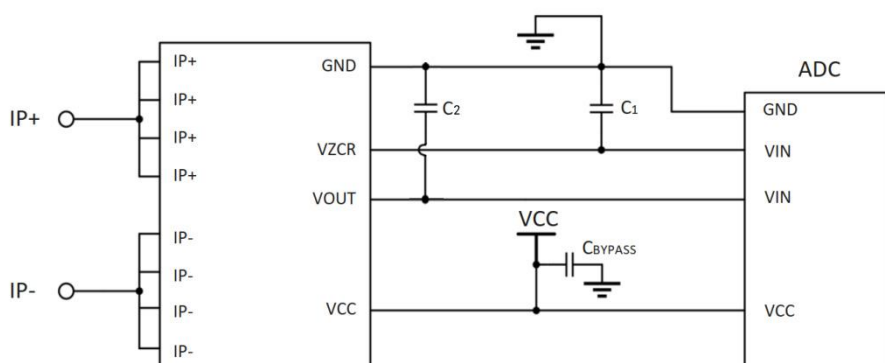 ADC
IP+
IP+
IP+
IP+
IP+
GND
C2
C1
GND
VZCR
VIN
VOUT
VIN
IP-
IP-
IP-
IP-
IP-
VCC
CBYPASS
VCC
VCC